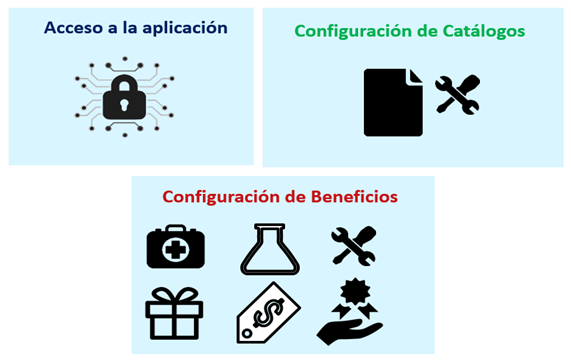 Acceso a la aplicación
Configuración de Catálogos
Configuración de Beneficios
$